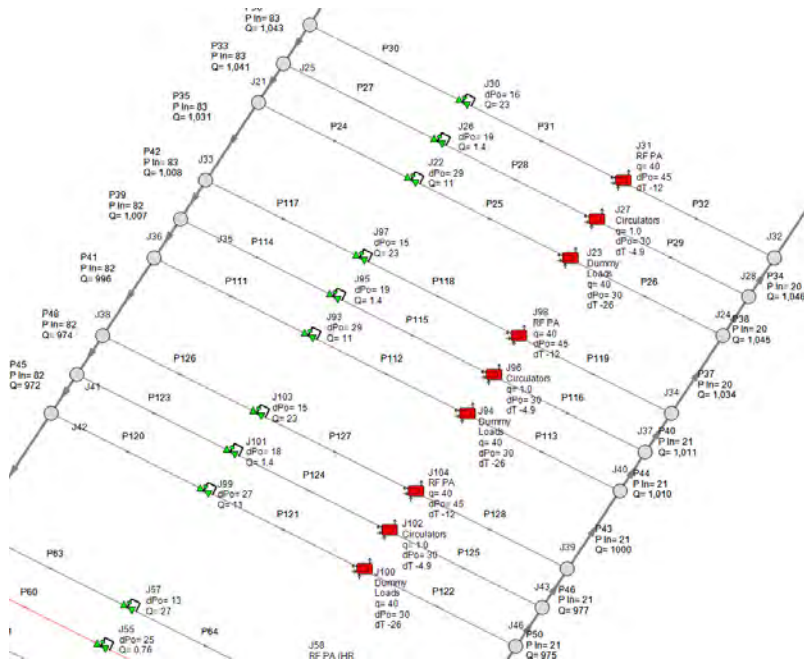 Q= 1,043
P33
P In= 83
Q= 1,041
J25
P30
P27
J30
dPo= 16
Q= 23
P31
P35
P In= 83
Q= 1,031
J21
P24
J26
dPo= 19
Q= 1.4
P28
J31
RF PA
q= 40
dPo= 45
dT -12
P32
P42
P In= 83
Q= 1,008
J33
J22
dPo= 29
Q= 11
P25
J27
Circulators
q= 1.0
dPo= 30
dT -4.9
P29
J32
P39
P In= 82
Q= 1,007
J36
P117
J35
P114
J97
dPo= 15
Q= 23
P118
J23
Dummy
Loads
q= 40
dPo= 30
dT -26
P26
J28
P34
P In= 20
Q= 1,046
J24
P41
P In= 82
Q= 996
P111
J95
dPo= 19
Q= 1.4
P115
J98
RF PA
q= 40
dPo= 45
dT -12
P119
P38
P In= 20
Q= 1,045
P48
P In= 82
Q= 974
J38
J93
dPo= 29
Q= 11
P112
J96
Circulators
q= 1.0
dPo= 30
dT -4.9
P116
P37
P In= 20
Q= 1,034
J34
P45
P In= 82
Q= 972
J41
P126
P123
J103
dPo= 15
Q= 23
P127
J94
Dummy
Loads
q= 40
dPo= 30
dT -26
P113
J37
P40
P In= 21
Q= 1,011
J42
P120
J101
dPo= 18
Q= 1.4
P124
J104
RF PA
q= 40
dPo= 45
dT -12
P128
J40
P44
P In= 21
Q= 1,010
J99
dPo= 27
Q= 11
P121
J102
Circulators
q= 1.0
dPo= 30
dT -4.9
P125
P43
P In= 21
Q= 1000
J39
P63
P60
J57
dPo= 13
Q= 27
P64
J100
Dummy
Loads
q= 40
dPo= 30
dT -26
P122
J43
P46
P In= 21
Q= 977
J55
dPo= 25
Q= 0.76
J58
RF PA (HR
J46
P50
P In= 21
Q= 975